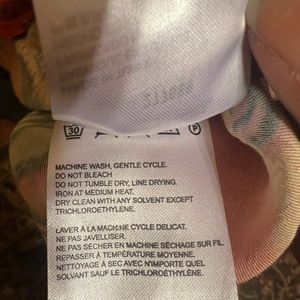 30
P
MACHINE WASH, GENTLE CYCLE.
DO NOT BLEACH
DO NOT TUMBLE DRY, LINE DRYING.
IRON AT MEDIUM HEAT.
DRY CLEAN WITH ANY SOLVENT EXCEPT
TRICHLOROETHYLENE.
LAVER À LA MACHINE CYCLE DELICAT.
NE PAS JAVELLISER.
NE PAS SÉCHER EN MACHINE SÉCHAGE SUR FIL.
REPASSER À TEMPÉRATURE MOYENNE.
NETTOYAGE À SEC AVEC N'IMPORTE QUEL
SOLVANT SAUF LE TRICHLOROÉTHYLÈNE.